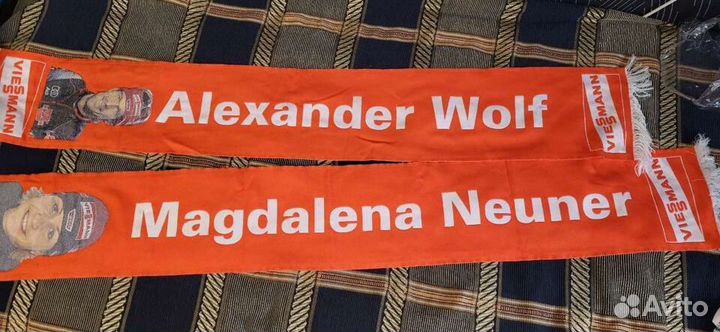 VIESSMANN
Alexander Wolf
VIESSMANN
Magdalena Neuner
VIESSMANN
Avito